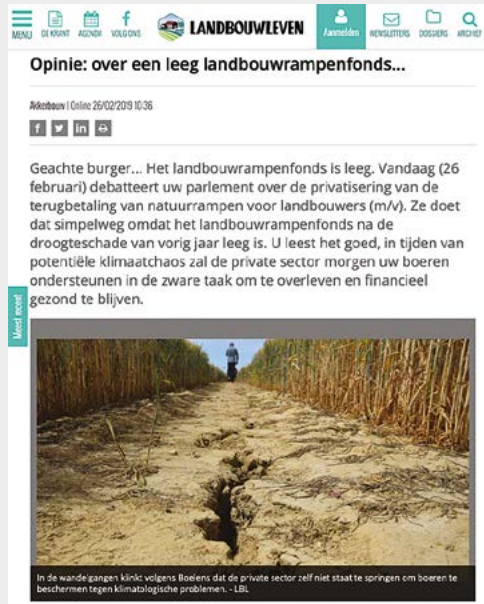 MENU
DE KRANT
AGENDA
VOLG ONS
LANDBOUWLEVEN
Aanmelden
NEWSLETTERS
DOSSIERS
ARCHIEF
Opinie: over een leeg landbouwrampenfonds...
Akkerbouw | Online 26/02/2019 10:36
Geachte burger... Het landbouwrampenfonds is leeg. Vandaag (26
februari) debatteert uw parlement over de privatisering van de
terugbetaling van natuurrampen voor landbouwers (m/v). Ze doet
dat simpelweg omdat het landbouwrampenfonds na de
droogteschade van vorig jaar leeg is. U leest het goed, in tijden van
potentiële klimaatchaos zal de private sector morgen uw boeren
ondersteunen in de zware taak om te overleven en financieel
gezond te blijven.
Meest recent
In de wandelgangen klinkt volgens Boelens dat de private sector zelf niet staat te springen om boeren te
beschermen tegen klimatologische problemen. - LBL